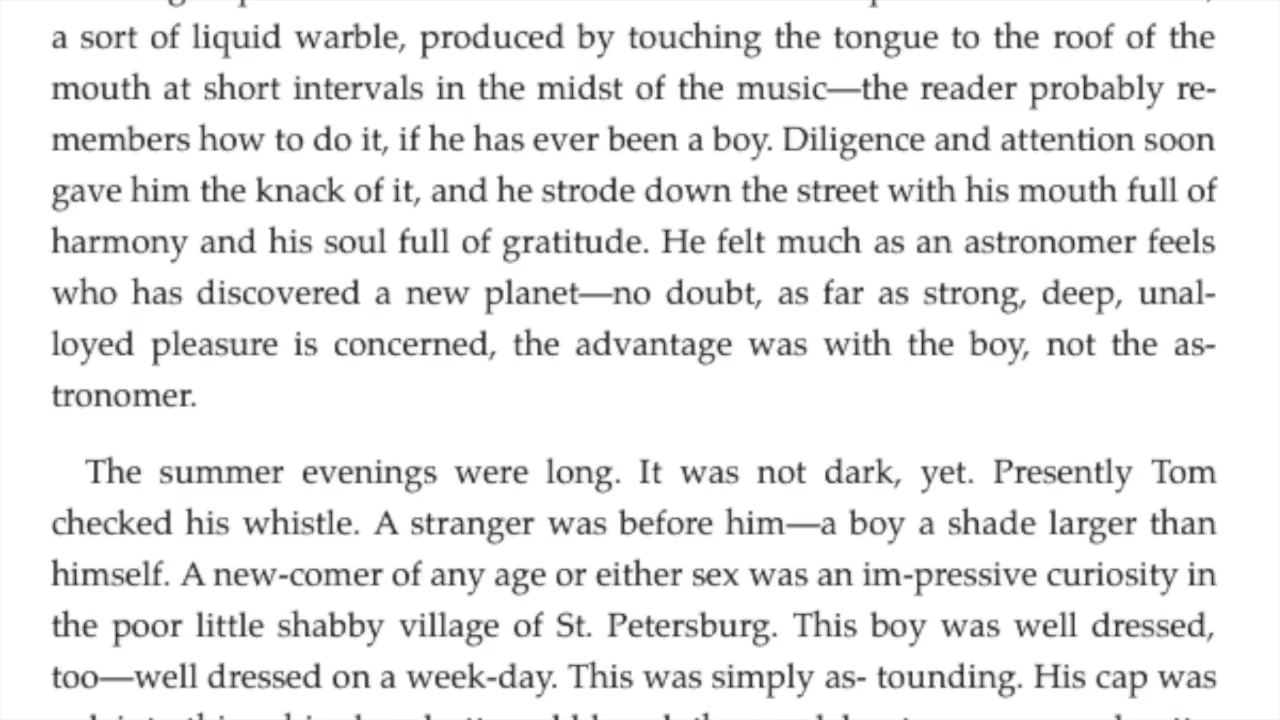 a sort of liquid warble, produced by touching the tongue to the roof of the
mouth at short intervals in the midst of the music—the reader probably re-
members how to do it, if he has ever been a boy. Diligence and attention soon
gave him the knack of it, and he strode down the street with his mouth full of
harmony and his soul full of gratitude. He felt much as an astronomer feels
who has discovered a new planet—no doubt, as far as strong, deep, unal-
loyed pleasure is concerned, the advantage was with the boy, not the as-
tronomer.
The summer evenings were long. It was not dark, yet. Presently Tom
checked his whistle. A stranger was before him—a boy a shade larger than
himself. A new-comer of any age or either sex was an im-pressive curiosity in
the poor little shabby village of St. Petersburg. This boy was well dressed,
too—well dressed on a week-day. This was simply as- tounding. His cap was